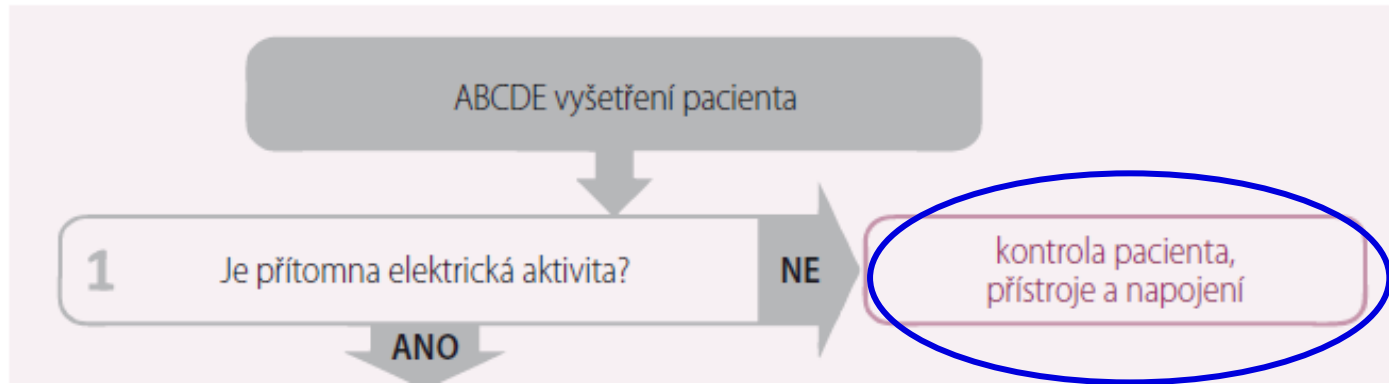 ABCDE vyšetření pacienta
1
Je přítomna elektrická aktivita?
NE
kontrola pacienta,
přístroje a napojení
ANO